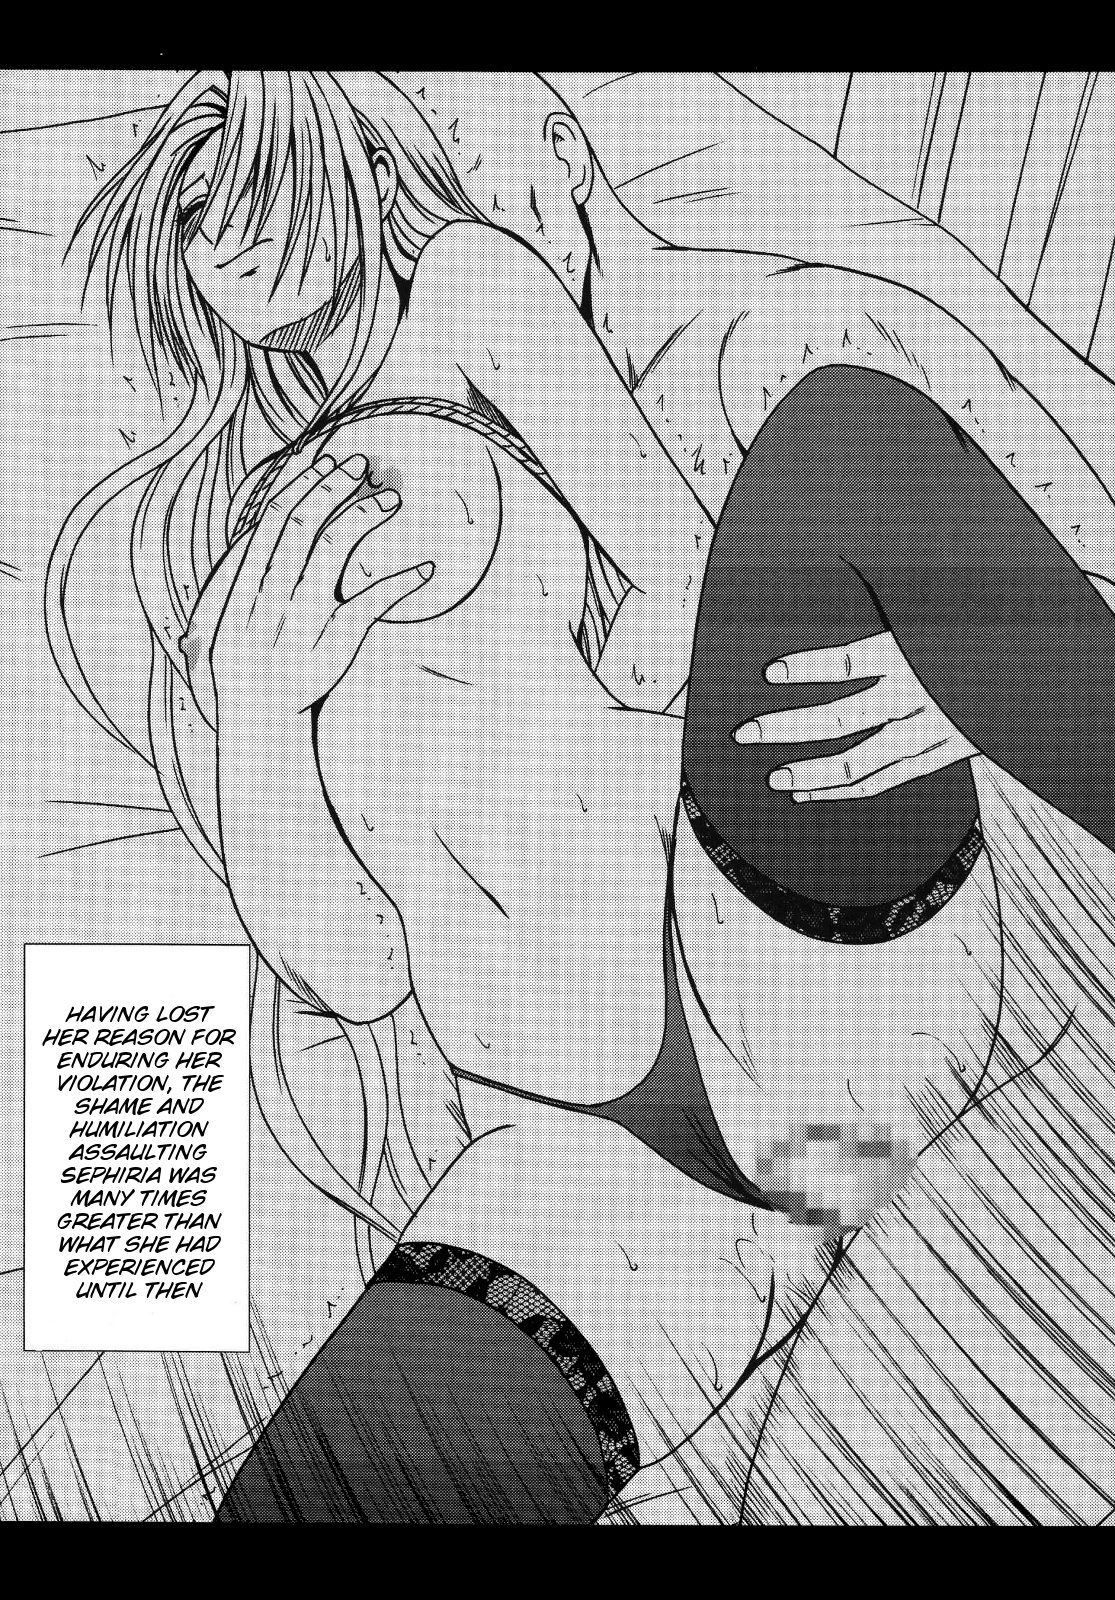 HAVING LOST
HER REASON FOR
ENDURING HER
VIOLATION, THE
SHAME AND
HUMILIATION
ASSAULTING
SEPHIRIA WAS
MANY TIMES
GREATER THAN
WHAT SHE HAD
EXPERIENCED
UNTIL THEN